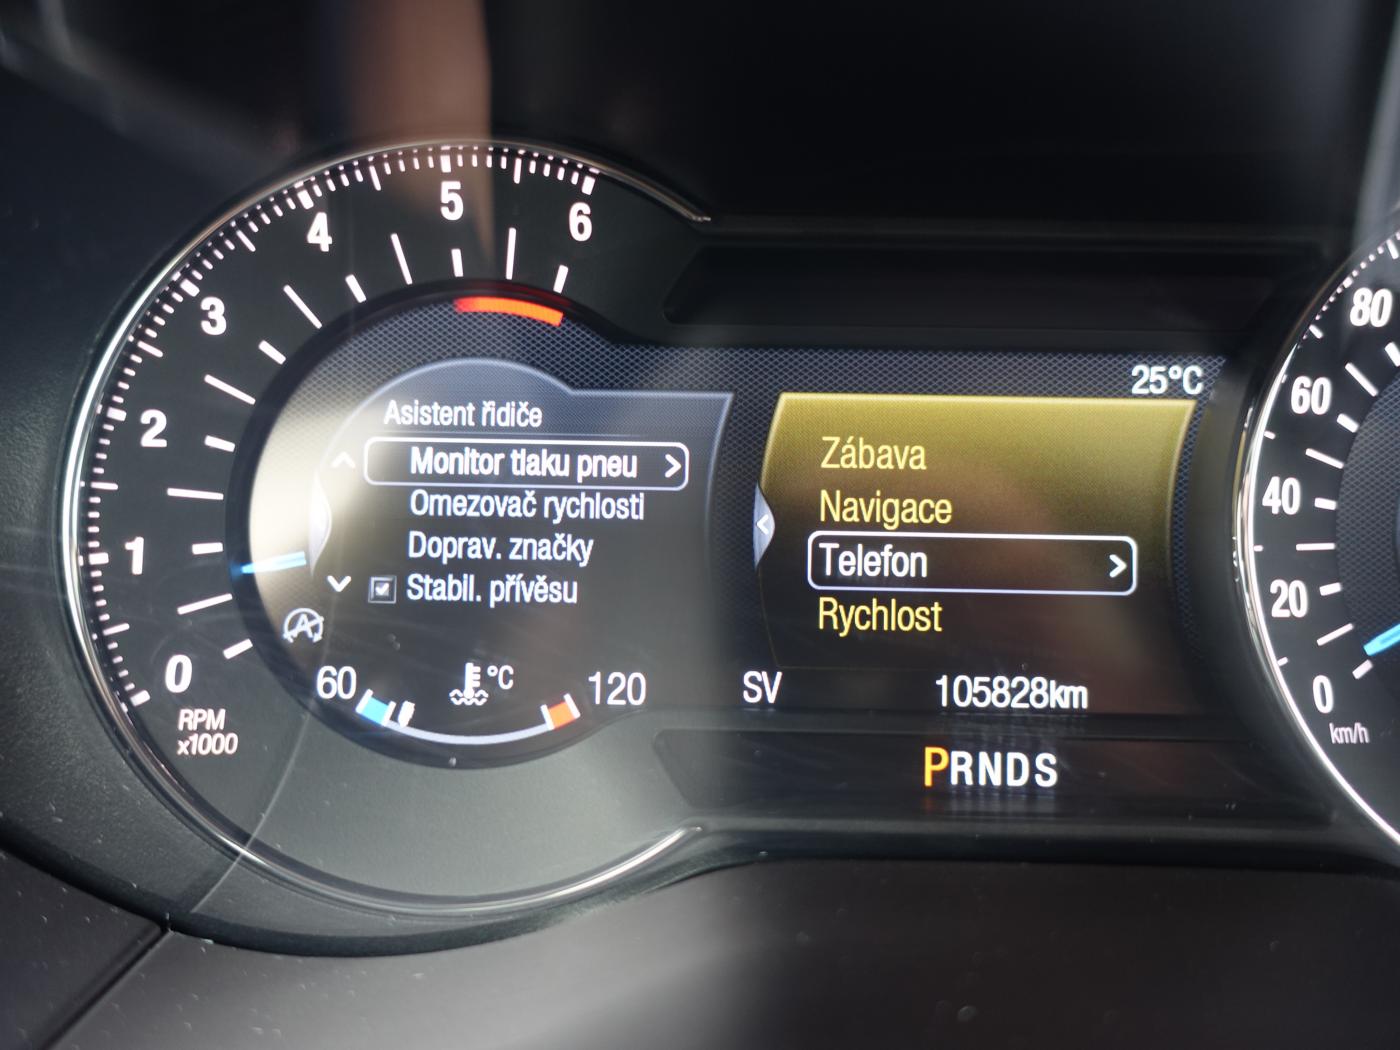 0
1
2
3
4
5
6
RPM
x1000
Asistent řidiče
Monitor tlaku pneu
Omezovač rychlosti
Doprav. značky
Stabil. přívěsu
A
60
°C
120
25°C
Zábava
Navigace
Telefon
Rychlost
SV
105828km
PRNDS
80
60
40
20
0
km/h